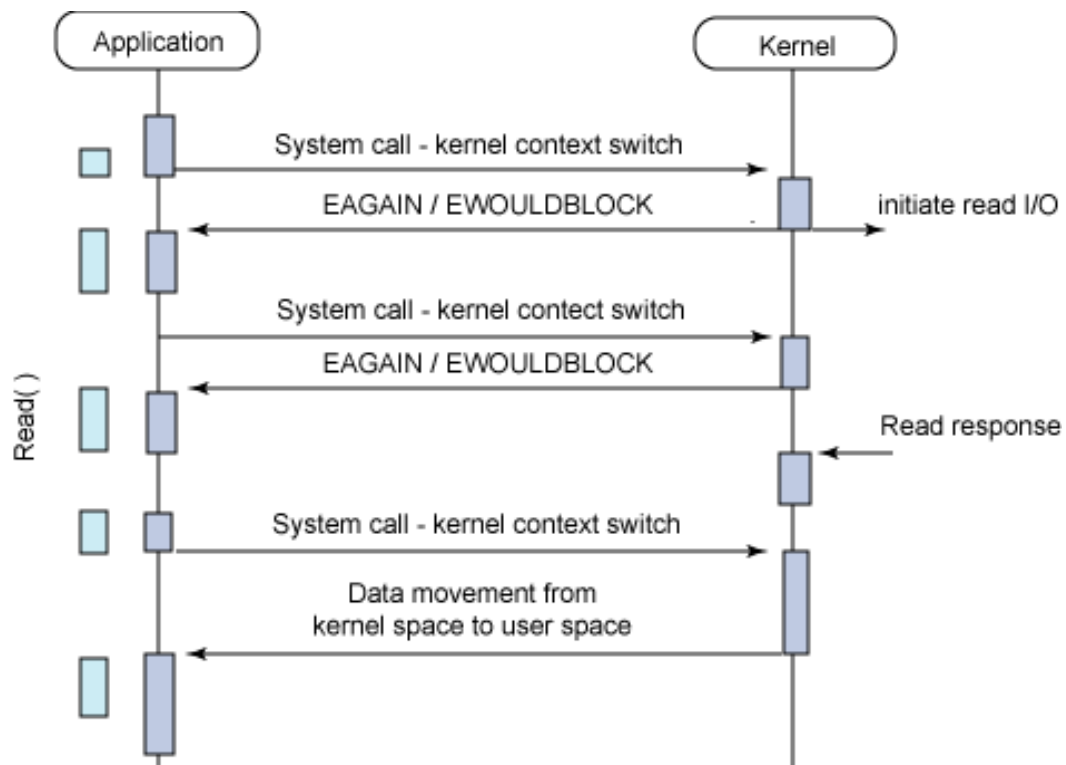 Application
Kernel
System call - kernel context switch
EAGAIN / EWOULDBLOCK
initiate read I/O
System call - kernel contect switch
EAGAIN / EWOULDBLOCK
Read( )
Read response
System call - kernel context switch
Data movement from
kernel space to user space